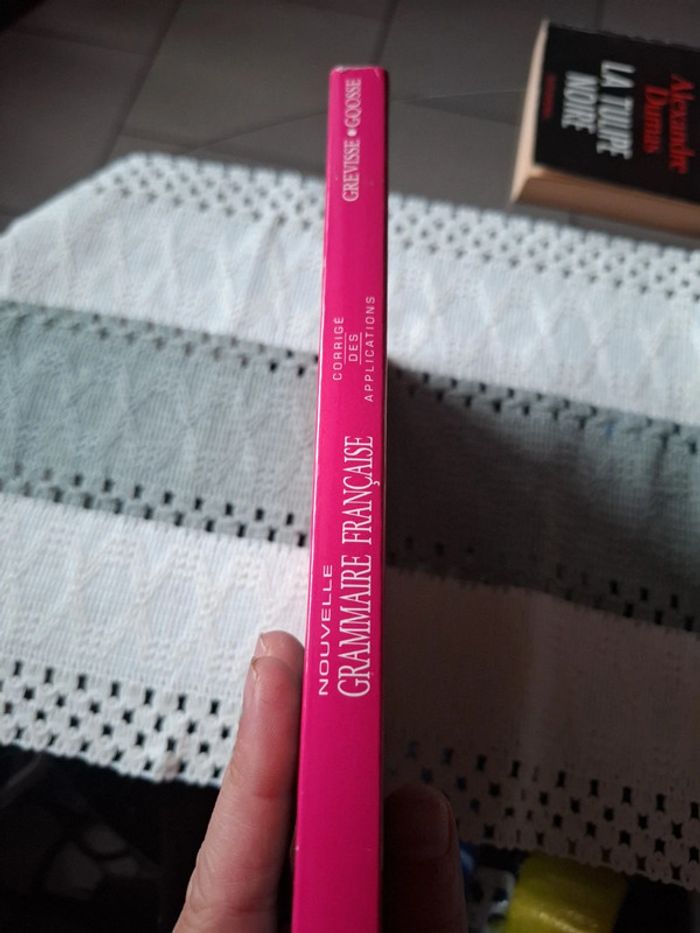 NOUVELLE
GRAMMAIRE FRANÇAISE
CORRIGÉ
DES
APPLICATIONS
GREVISSE • GOOSSE
Alexandre
Dumas
LA TULIPE
NOIRE